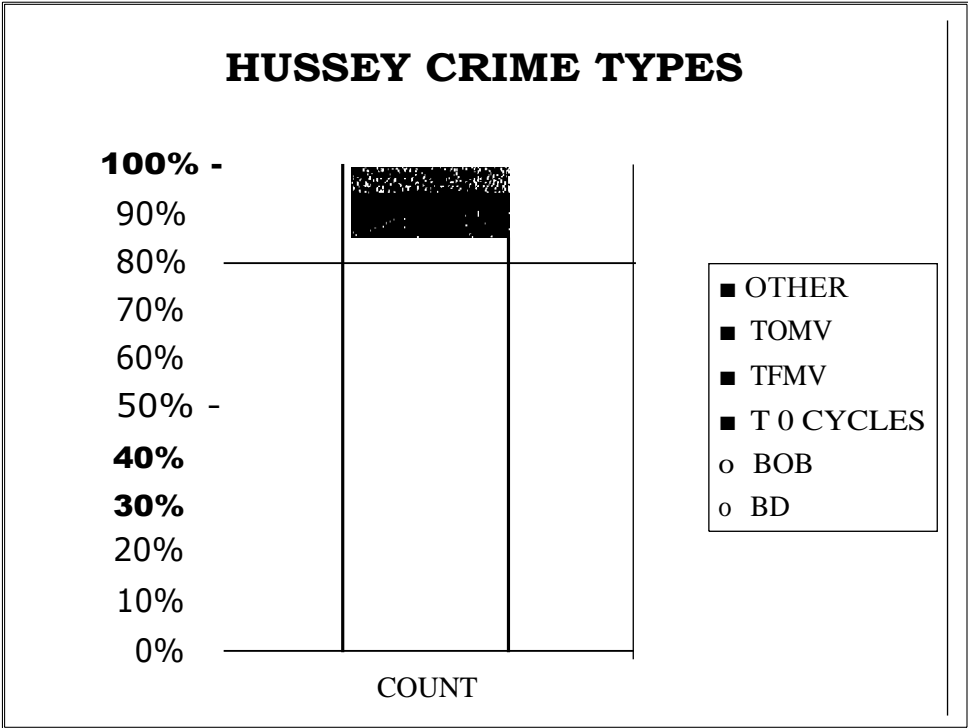 HUSSEY CRIME TYPES
100% -
90%
80%
70%
60%
50% -
40%
30%
20%
10%
0%
COUNT
■ OTHER
■ TOMV
■ TFMV
■ T 0 CYCLES
o BOB
o BD